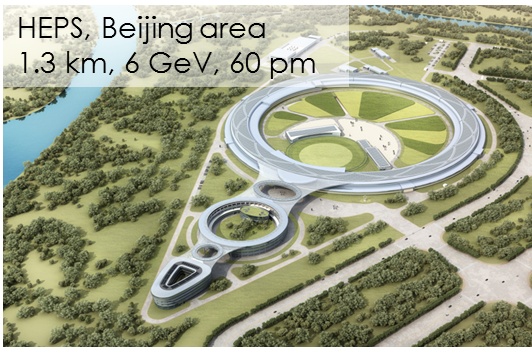 HEPS, Beijing area
1.3 km, 6 GeV, 60 pm